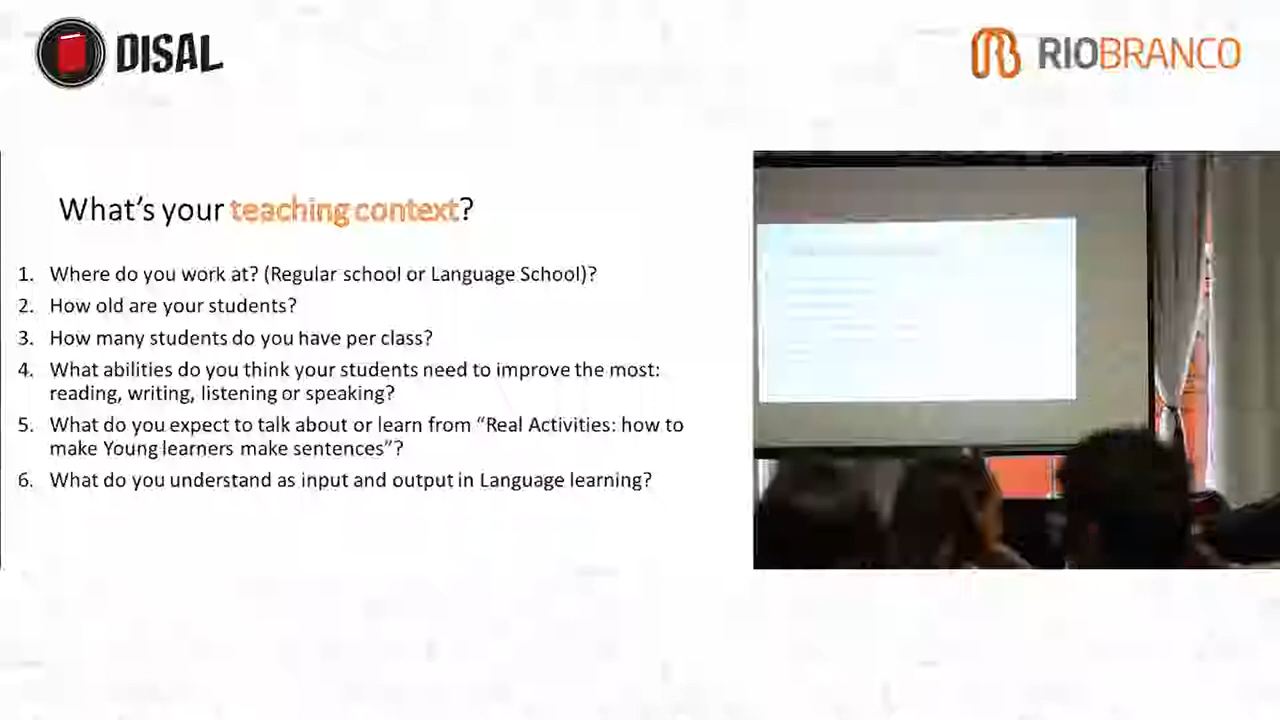 DISAL
RIOBRANCO
What's your teaching context?
1. Where do you work at? (Regular school or Language School)?
2. How old are your students?
3. How many students do you have per class?
4. What abilities do you think your students need to improve the most:
reading, writing, listening or speaking?
5. What do you expect to talk about or learn from “Real Activities: how to
make Young learners make sentences”?
6. What do you understand as input and output in Language learning?